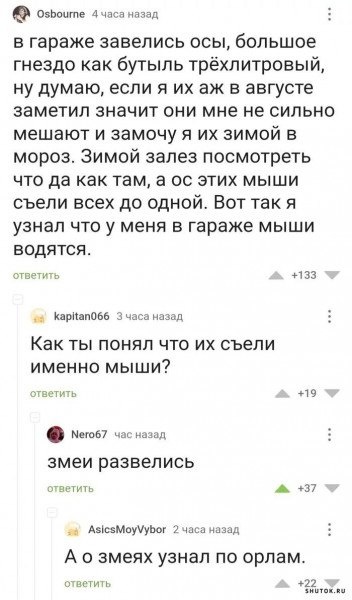 Osbourne 4 часа назад
в гараже завелись осы, большое
гнездо как бутыль трёхлитровый,
ну думаю, если я их аж в августе
заметил значит они мне не сильно
мешают и замочу я их зимой в
мороз. Зимой залез посмотреть
что да как там, а ос этих мыши
съели всех до одной. Вот так я
узнал что у меня в гараже мыши
водятся.
ответить +133
kapitan066 3 часа назад
Как ты понял что их съели
именно мыши?
ответить +19
Nero67 час назад
змеи развелись
ответить +37
AsicsMoyVybor 2 часа назад
А о змеях узнал по орлам.
ответить +22
SHUTOK.RU